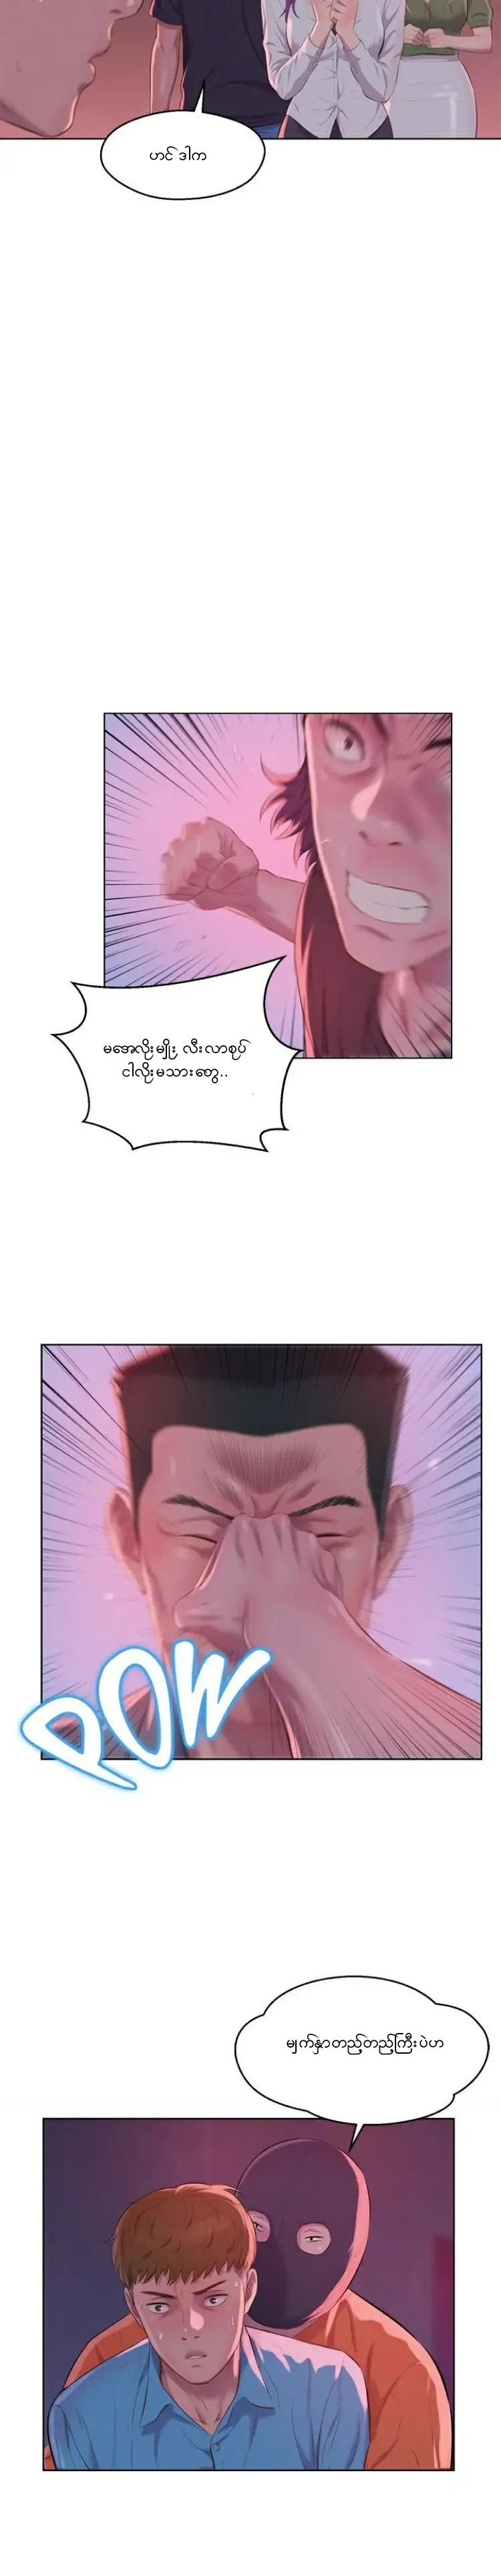 ဟင် ဒါက
မအေလိုးမျိုး လီးလာစုပ်
ငါလိုးမသားတွေ..
POW
မျက်နှာတည့်တည့်ကြီးပဲဟ